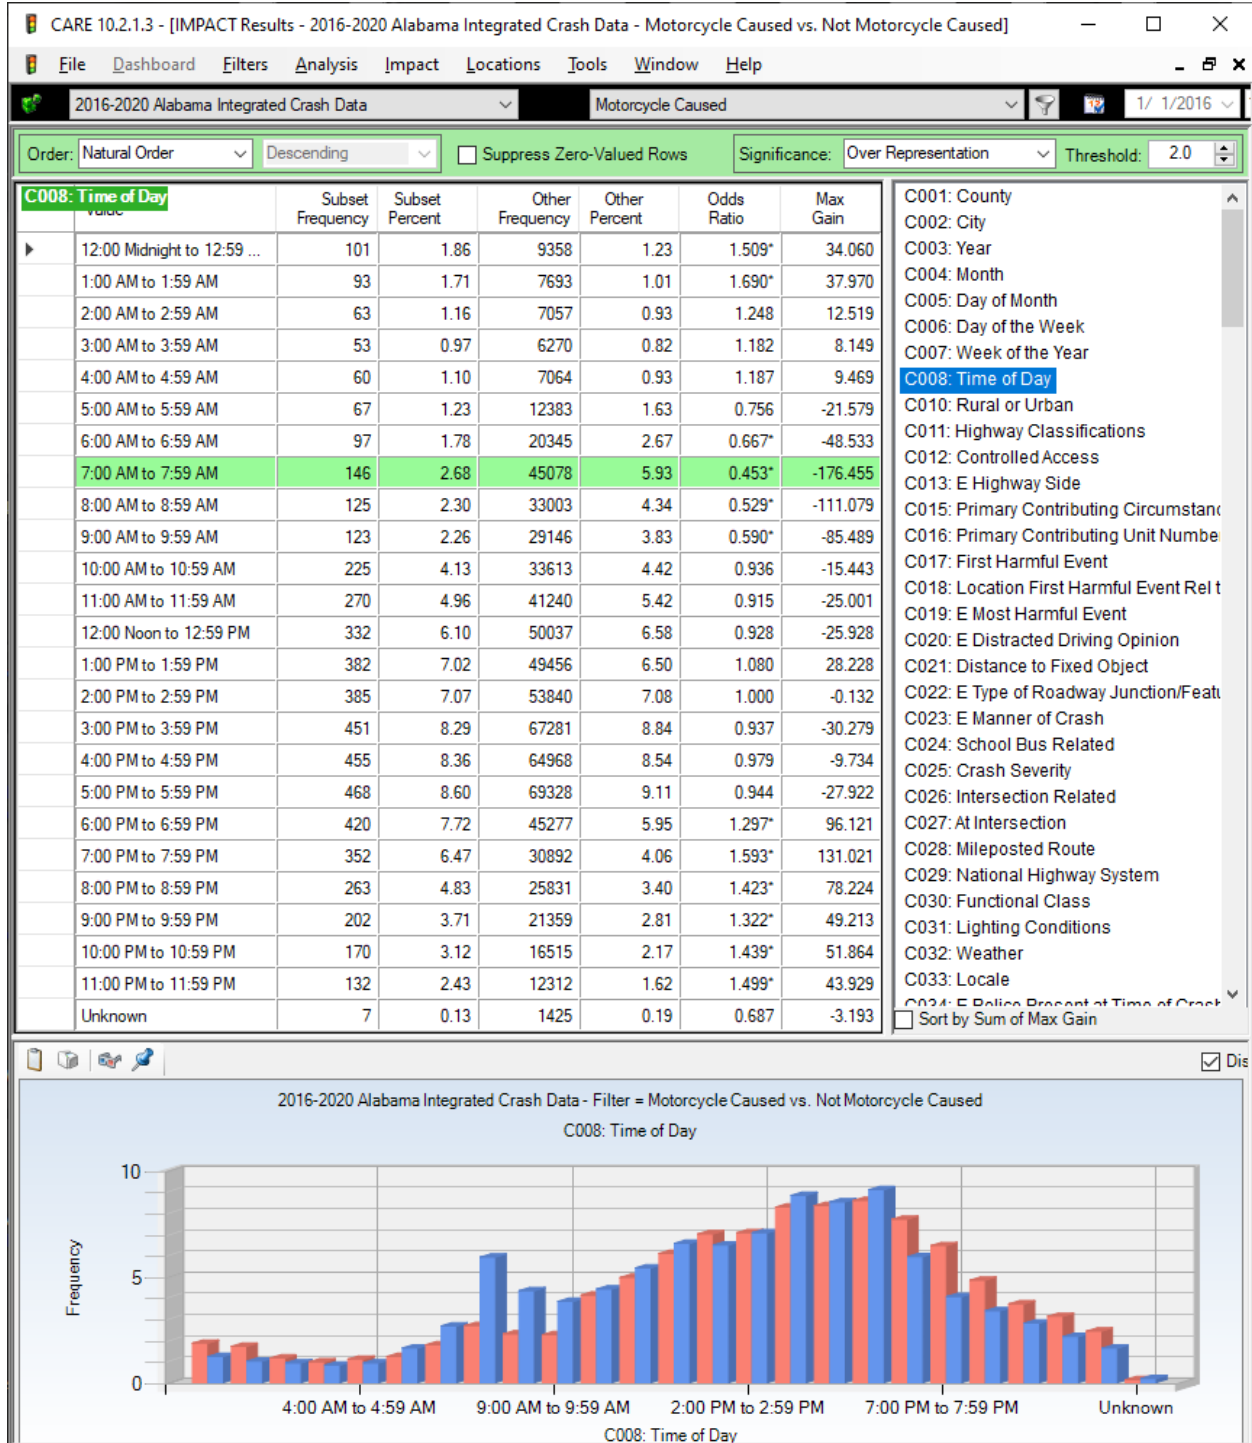 CARE 10.2.1.3 - [IMPACT Results - 2016-2020 Alabama Integrated Crash Data - Motorcycle Caused vs. Not Motorcycle Caused]
File Dashboard Filters Analysis Impact Locations Tools Window Help
2016-2020 Alabama Integrated Crash Data Motorcycle Caused 1/ 1/2016
Order: Natural Order Descending Suppress Zero-Valued Rows Significance: Over Representation Threshold: 2.0
C008: Time of Day Subset Frequency Subset Percent Other Frequency Other Percent Odds Ratio Max Gain
12:00 Midnight to 12:59 ... 101 1.86 9358 1.23 1.509* 34.060
1:00 AM to 1:59 AM 93 1.71 7693 1.01 1.690* 37.970
2:00 AM to 2:59 AM 63 1.16 7057 0.93 1.248 12.519
3:00 AM to 3:59 AM 53 0.97 6270 0.82 1.182 8.149
4:00 AM to 4:59 AM 60 1.10 7064 0.93 1.187 9.469
5:00 AM to 5:59 AM 67 1.23 12383 1.63 0.756 -21.579
6:00 AM to 6:59 AM 97 1.78 20345 2.67 0.667* -48.533
7:00 AM to 7:59 AM 146 2.68 45078 5.93 0.453* -176.455
8:00 AM to 8:59 AM 125 2.30 33003 4.34 0.529* -111.079
9:00 AM to 9:59 AM 123 2.26 29146 3.83 0.590* -85.489
10:00 AM to 10:59 AM 225 4.13 33613 4.42 0.936 -15.443
11:00 AM to 11:59 AM 270 4.96 41240 5.42 0.915 -25.001
12:00 Noon to 12:59 PM 332 6.10 50037 6.58 0.928 -25.928
1:00 PM to 1:59 PM 382 7.02 49456 6.50 1.080 28.228
2:00 PM to 2:59 PM 385 7.07 53840 7.08 1.000 -0.132
3:00 PM to 3:59 PM 451 8.29 67281 8.84 0.937 -30.279
4:00 PM to 4:59 PM 455 8.36 64968 8.54 0.979 -9.734
5:00 PM to 5:59 PM 468 8.60 69328 9.11 0.944 -27.922
6:00 PM to 6:59 PM 420 7.72 45277 5.95 1.297* 96.121
7:00 PM to 7:59 PM 352 6.47 30892 4.06 1.593* 131.021
8:00 PM to 8:59 PM 263 4.83 25831 3.40 1.423* 78.224
9:00 PM to 9:59 PM 202 3.71 21359 2.81 1.322* 49.213
10:00 PM to 10:59 PM 170 3.12 16515 2.17 1.439* 51.864
11:00 PM to 11:59 PM 132 2.43 12312 1.62 1.499* 43.929
Unknown 7 0.13 1425 0.19 0.687 -3.193
C001: County
C002: City
C003: Year
C004: Month
C005: Day of Month
C006: Day of the Week
C007: Week of the Year
C008: Time of Day
C010: Rural or Urban
C011: Highway Classifications
C012: Controlled Access
C013: E Highway Side
C015: Primary Contributing Circumstanc
C016: Primary Contributing Unit Number
C017: First Harmful Event
C018: Location First Harmful Event Rel t
C019: E Most Harmful Event
C020: E Distracted Driving Opinion
C021: Distance to Fixed Object
C022: E Type of Roadway Junction/Featu
C023: E Manner of Crash
C024: School Bus Related
C025: Crash Severity
C026: Intersection Related
C027: At Intersection
C028: Mileposted Route
C029: National Highway System
C030: Functional Class
C031: Lighting Conditions
C032: Weather
C033: Locale
C034: E Police Present at Time of Crash
Sort by Sum of Max Gain
Dis
2016-2020 Alabama Integrated Crash Data - Filter = Motorcycle Caused vs. Not Motorcycle Caused
C008: Time of Day
10
5
0
Frequency
4:00 AM to 4:59 AM 9:00 AM to 9:59 AM 2:00 PM to 2:59 PM 7:00 PM to 7:59 PM Unknown
C008: Time of Day